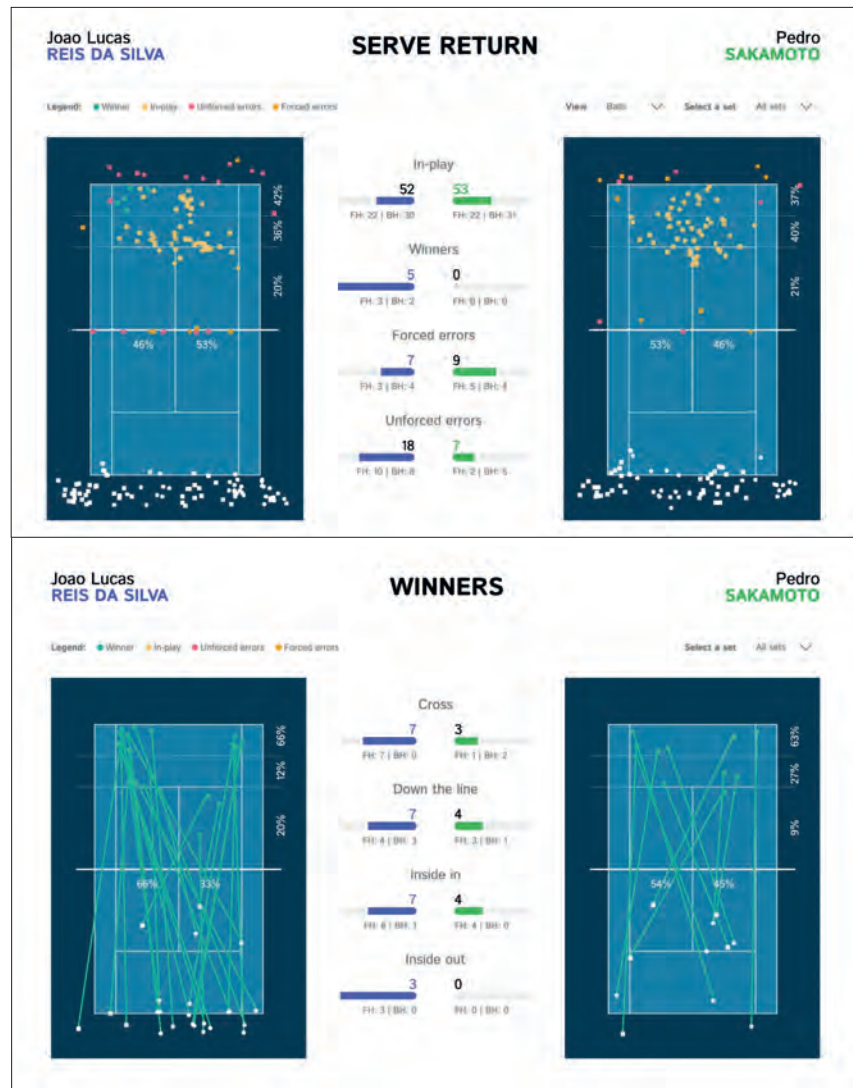 Joao Lucas
REIS DA SILVA
SERVE RETURN
Pedro
SAKAMOTO
Legend: Winner In-play Unforced errors Forced errors
View Balls Select a set All sets
In-play
52 53
FH: 22 | BH: 30 FH: 22 | BH: 31
Winners
5 0
FH: 3 | BH: 2 FH: 0 | BH: 0
Forced errors
7 9
FH: 3 | BH: 4 FH: 5 | BH: 4
Unforced errors
18 7
FH: 10 | BH: 8 FH: 2 | BH: 5
42%
36%
20%
46% 53%
37%
40%
21%
53% 46%
Joao Lucas
REIS DA SILVA
WINNERS
Pedro
SAKAMOTO
Legend: Winner In-play Unforced errors Forced errors
Select a set All sets
Cross
7 3
FH: 7 | BH: 0 FH: 1 | BH: 2
Down the line
7 4
FH: 4 | BH: 3 FH: 3 | BH: 1
Inside in
7 4
FH: 6 | BH: 1 FH: 4 | BH: 0
Inside out
3 0
FH: 3 | BH: 0 FH: 0 | BH: 0
66%
12%
20%
66% 33%
63%
27%
9%
54% 45%